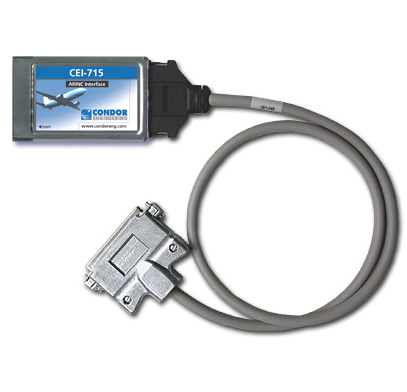 CEI-715
ARINC Interface
CONDOR
ENGINEERING
www.condoreng.com